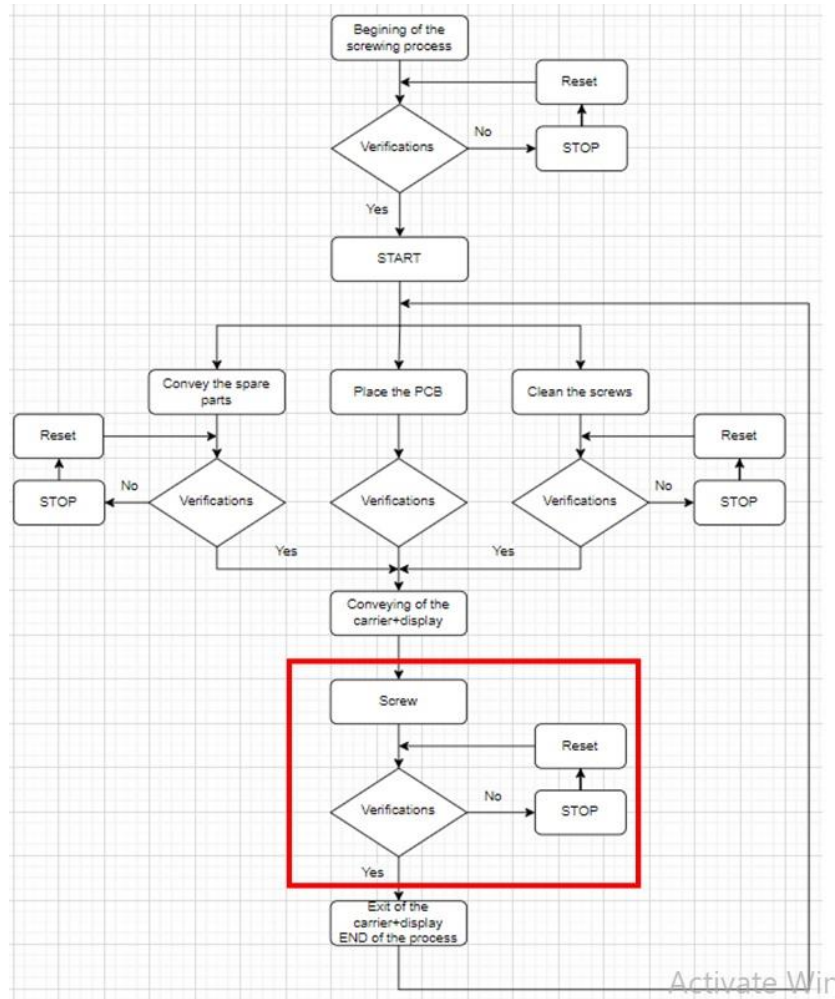 Begining of the
screwing process
Reset
Verifications
No
STOP
Yes
START
Convey the spare
parts
Place the PCB
Clean the screws
Reset
Reset
STOP
No
Verifications
Verifications
Verifications
No
STOP
Yes
Yes
Conveying of the
carrier+display
Screw
Reset
Verifications
No
STOP
Yes
Exit of the
carrier+display
END of the process
Activate Win